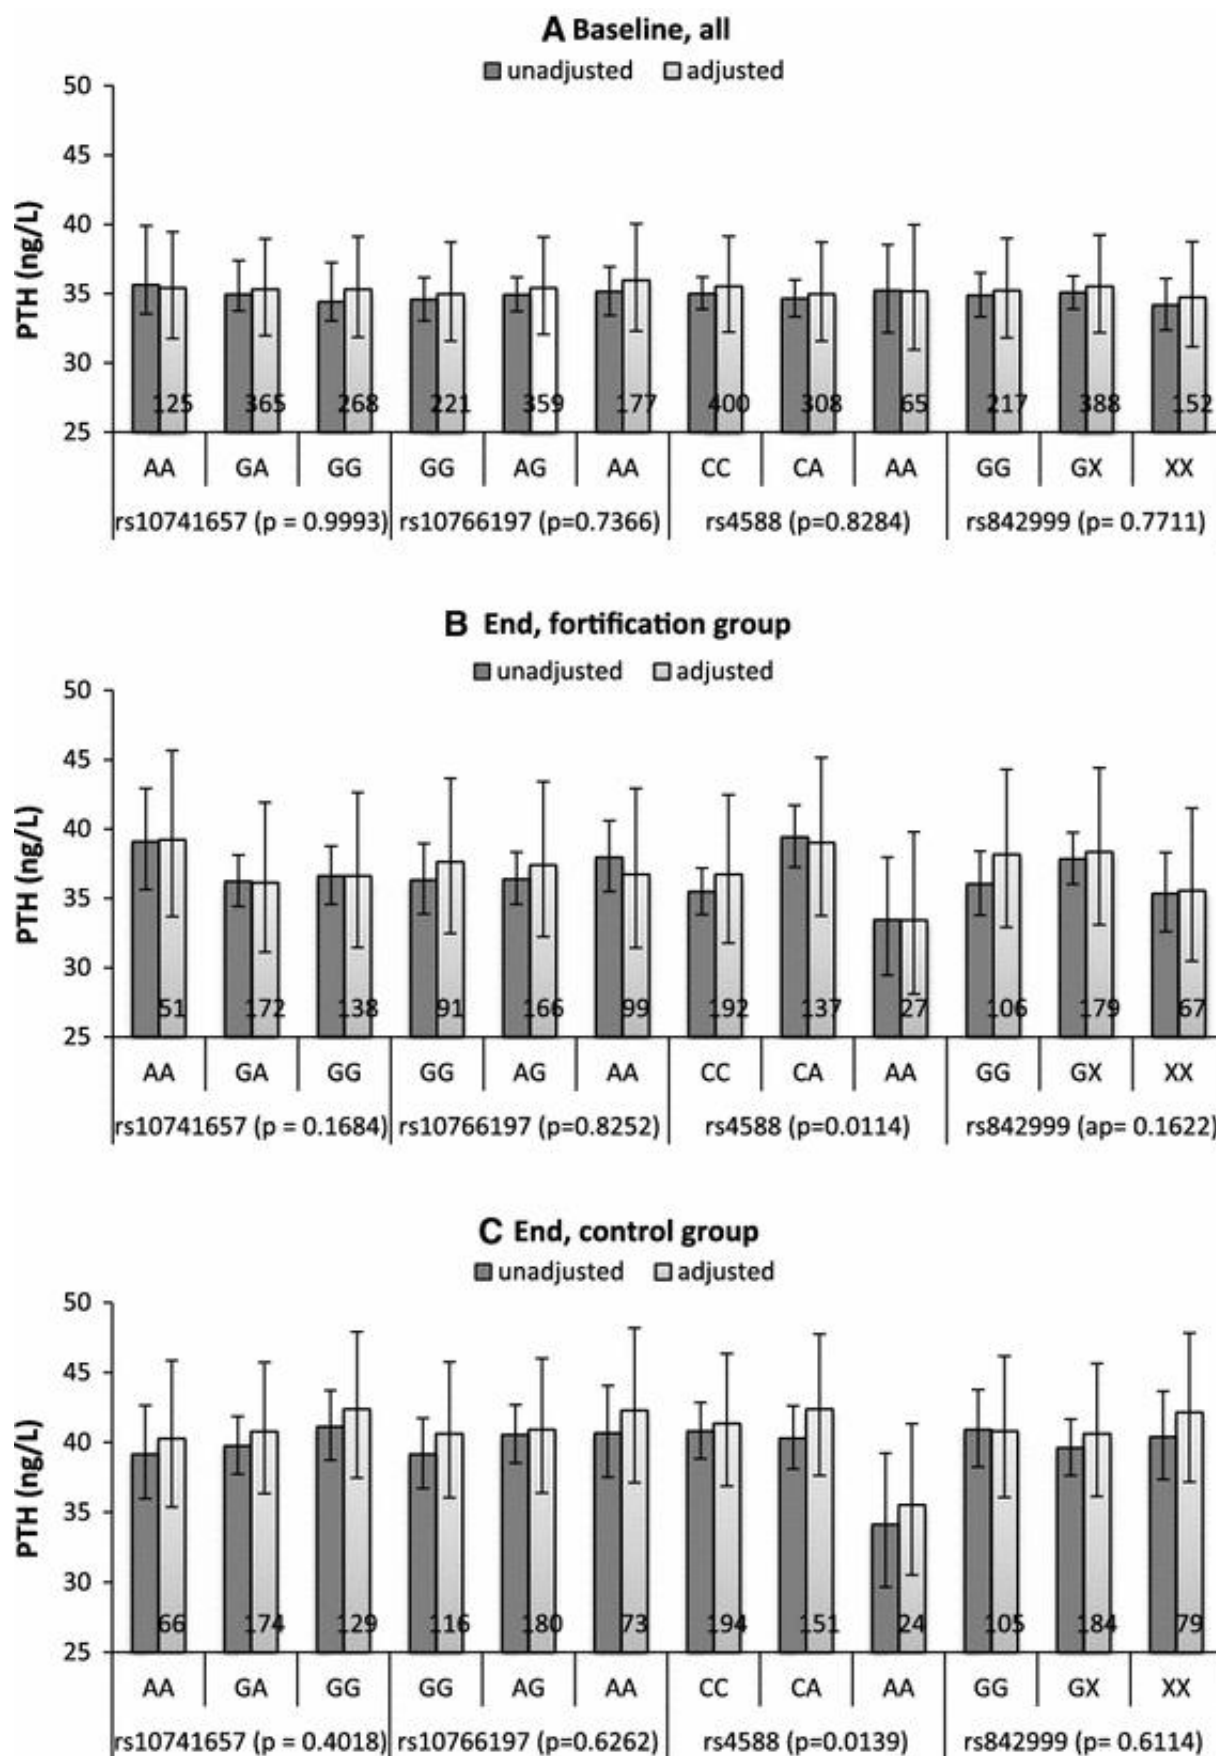 A Baseline, all
unadjusted adjusted
50
45
40
35
30
25
PTH (ng/L)
125 365 268 221 359 177 400 308 65 217 388 152
AA GA GG GG AG AA CC CA AA GG GX XX
rs10741657 (p = 0.9993) rs10766197 (p=0.7366) rs4588 (p=0.8284) rs842999 (p= 0.7711)
B End, fortification group
unadjusted adjusted
50
45
40
35
30
25
PTH (ng/L)
51 172 138 91 166 99 192 137 27 106 179 67
AA GA GG GG AG AA CC CA AA GG GX XX
rs10741657 (p = 0.1684) rs10766197 (p=0.8252) rs4588 (p=0.0114) rs842999 (ap= 0.1622)
C End, control group
unadjusted adjusted
50
45
40
35
30
25
PTH (ng/L)
66 174 129 116 180 73 194 151 24 105 184 79
AA GA GG GG AG AA CC CA AA GG GX XX
rs10741657 (p = 0.4018) rs10766197 (p=0.6262) rs4588 (p=0.0139) rs842999 (p= 0.6114)